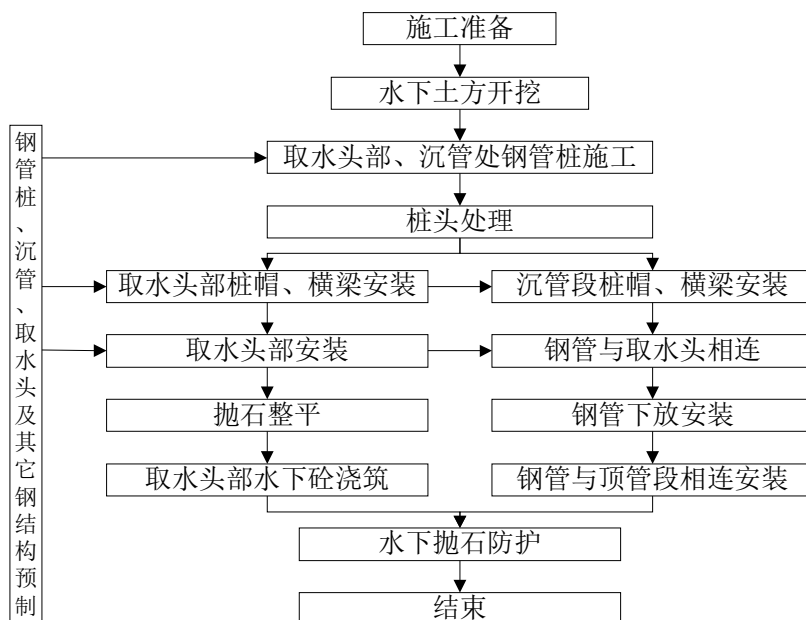 施工准备
水下土方开挖
钢管桩、沉管、取水头及其它钢结构预制
取水头部、沉管处钢管桩施工
桩头处理
取水头部桩帽、横梁安装
沉管段桩帽、横梁安装
取水头部安装
钢管与取水头相连
抛石整平
钢管下放安装
取水头部水下砼浇筑
钢管与顶管段相连安装
水下抛石防护
结束